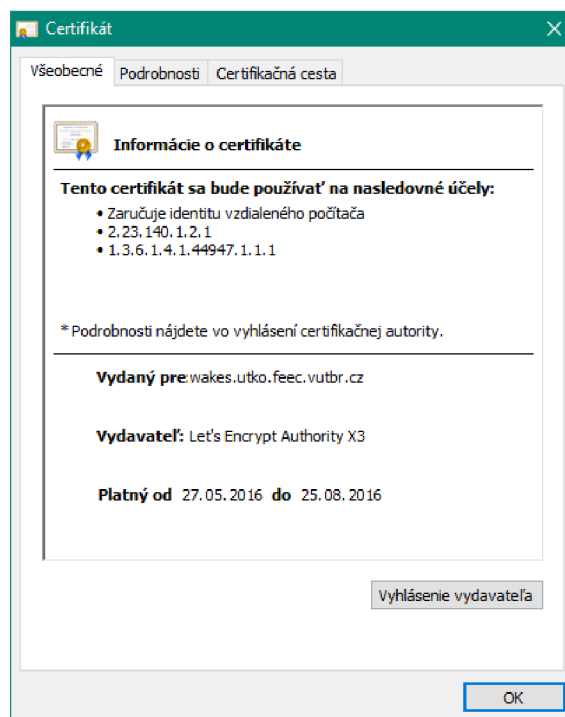 Certifikát
Všeobecné Podrobnosti Certifikačná cesta
Informácie o certifikáte
Tento certifikát sa bude používať na nasledovné účely:
• Zaručuje identitu vzdialeného počítača
• 2.23.140.1.2.1
• 1.3.6.1.4.1.44947.1.1.1
* Podrobnosti nájdete vo vyhlásení certifikačnej autority.
Vydaný pre: wakes.utko.feec.vutbr.cz
Vydavateľ: Let's Encrypt Authority X3
Platný od 27.05.2016 do 25.08.2016
Vyhlásenie vydavateľa
OK